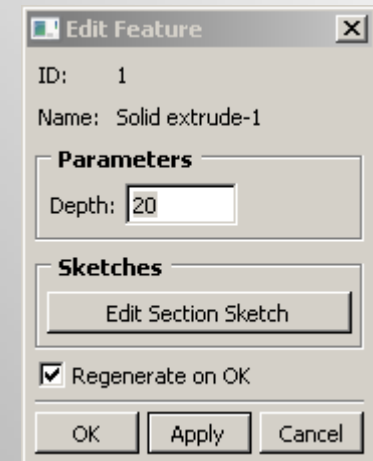 Edit Feature
ID: 1
Name: Solid extrude-1
Parameters
Depth: 20
Sketches
Edit Section Sketch
Regenerate on OK
OK Apply Cancel